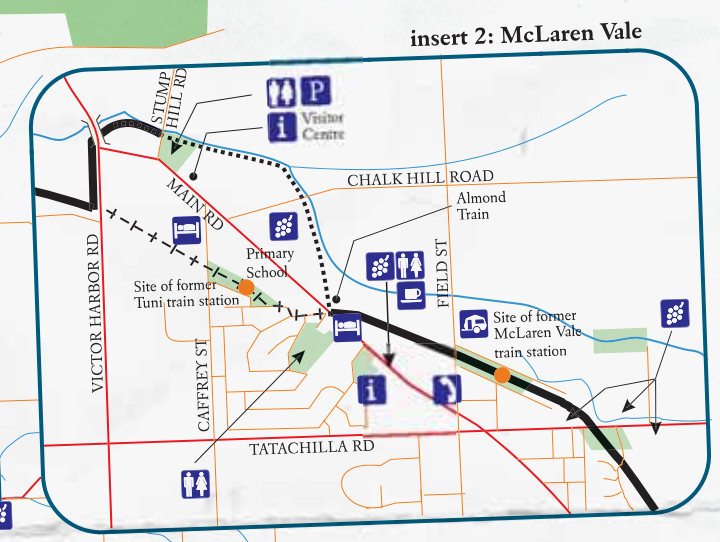 insert 2: McLaren Vale
STUMP
HILL RD
P
i
Visitor
Centre
CHALK HILL ROAD
MAIN RD
Almond
Train
Primary
School
FIELD ST
VICTOR HARBOR RD
Site of former
Tuni train station
Site of former
McLaren Vale
train station
CAFFREY ST
i
TATACHILLA RD